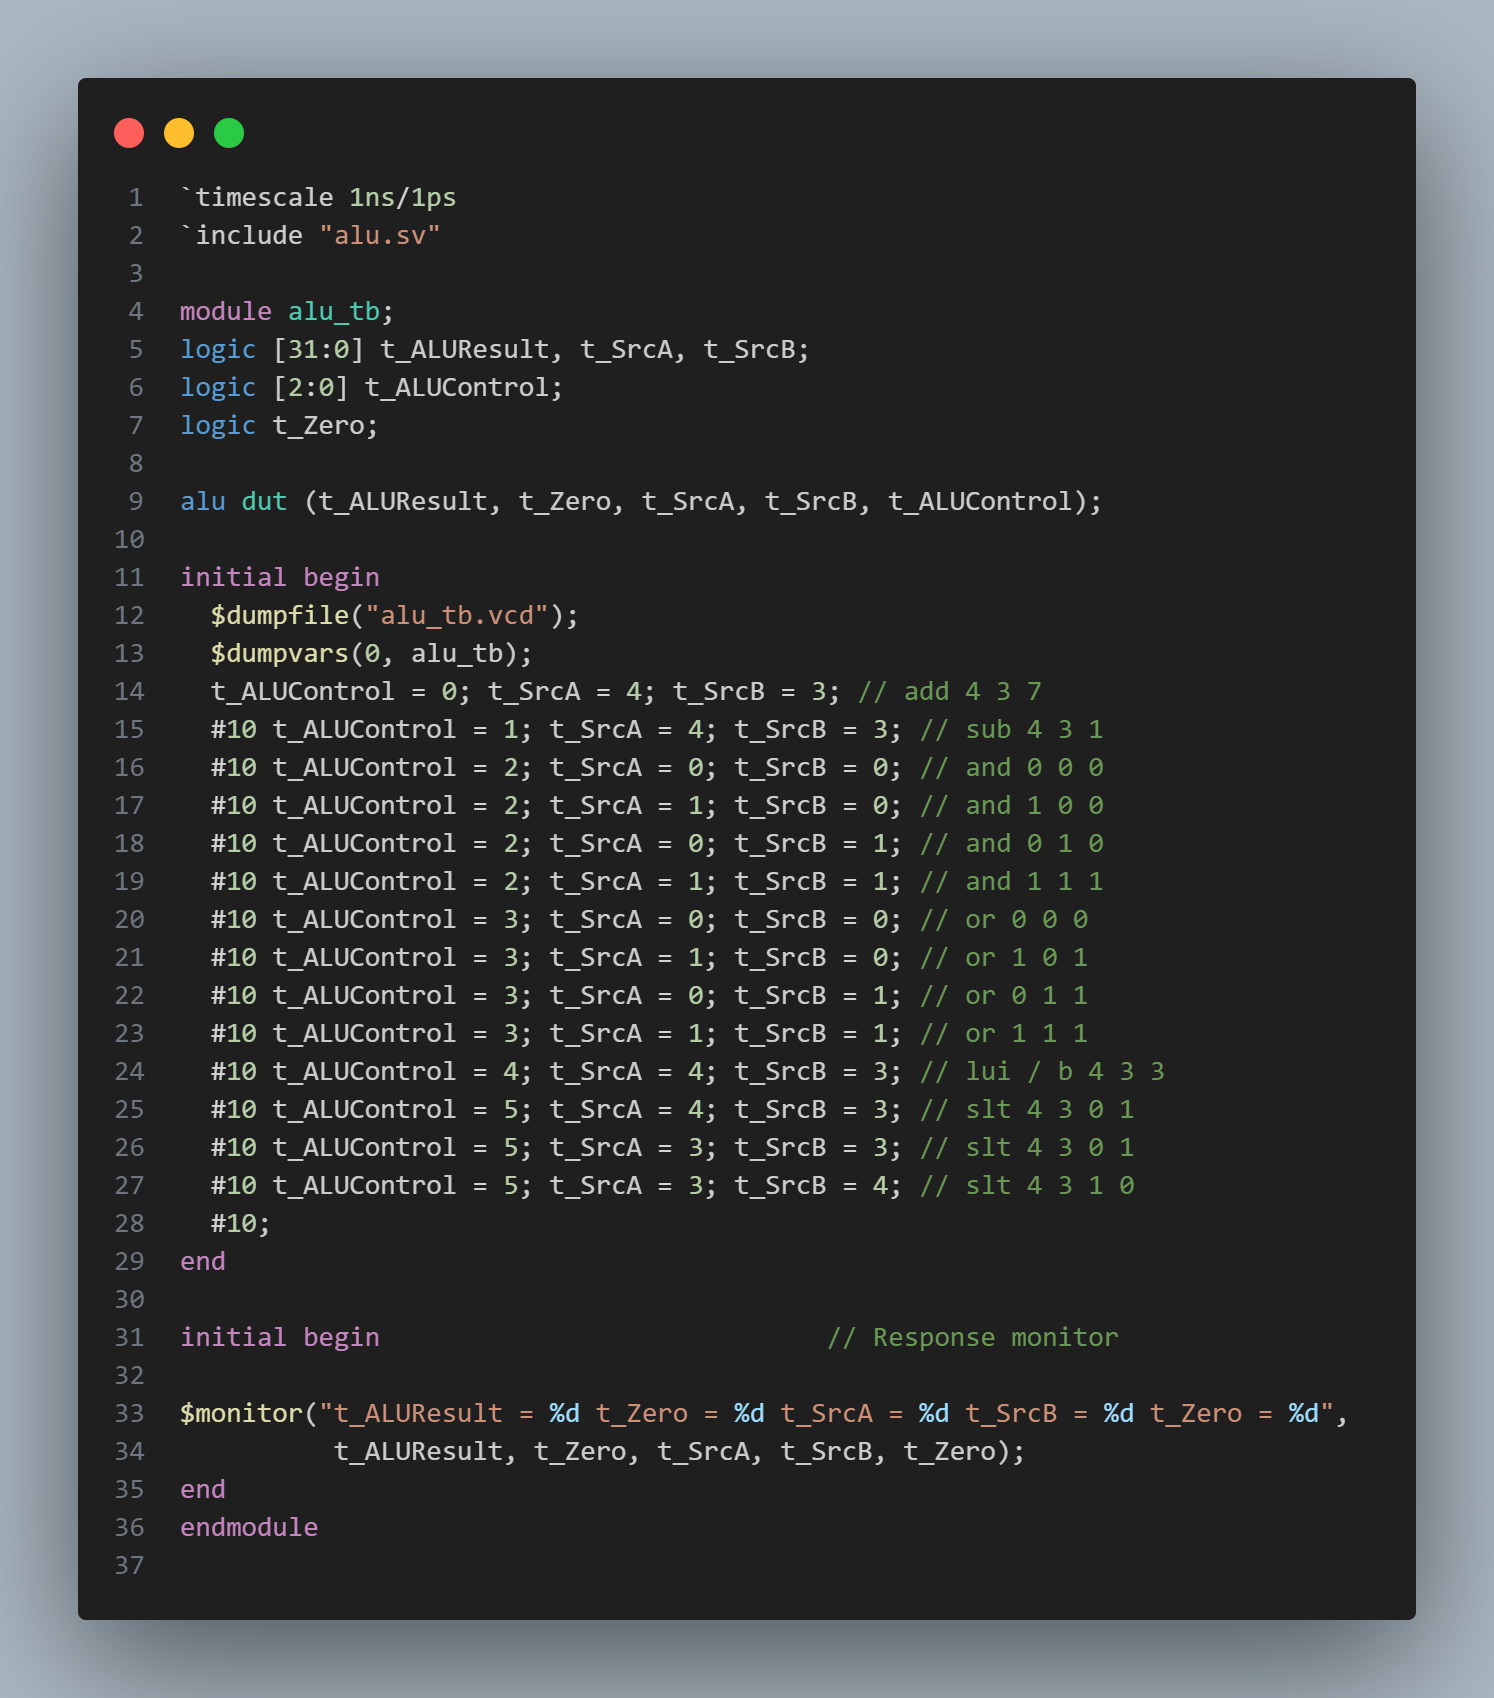 1 `timescale 1ns/1ps
2 `include "alu.sv"
3
4 module alu_tb;
5 logic [31:0] t_ALUResult, t_SrcA, t_SrcB;
6 logic [2:0] t_ALUControl;
7 logic t_Zero;
8
9 alu dut (t_ALUResult, t_Zero, t_SrcA, t_SrcB, t_ALUControl);
10
11 initial begin
12   $dumpfile("alu_tb.vcd");
13   $dumpvars(0, alu_tb);
14   t_ALUControl = 0; t_SrcA = 4; t_SrcB = 3; // add 4 3 7
15   #10 t_ALUControl = 1; t_SrcA = 4; t_SrcB = 3; // sub 4 3 1
16   #10 t_ALUControl = 2; t_SrcA = 0; t_SrcB = 0; // and 0 0 0
17   #10 t_ALUControl = 2; t_SrcA = 1; t_SrcB = 0; // and 1 0 0
18   #10 t_ALUControl = 2; t_SrcA = 0; t_SrcB = 1; // and 0 1 0
19   #10 t_ALUControl = 2; t_SrcA = 1; t_SrcB = 1; // and 1 1 1
20   #10 t_ALUControl = 3; t_SrcA = 0; t_SrcB = 0; // or 0 0 0
21   #10 t_ALUControl = 3; t_SrcA = 1; t_SrcB = 0; // or 1 0 1
22   #10 t_ALUControl = 3; t_SrcA = 0; t_SrcB = 1; // or 0 1 1
23   #10 t_ALUControl = 3; t_SrcA = 1; t_SrcB = 1; // or 1 1 1
24   #10 t_ALUControl = 4; t_SrcA = 4; t_SrcB = 3; // lui / b 4 3 3
25   #10 t_ALUControl = 5; t_SrcA = 4; t_SrcB = 3; // slt 4 3 0 1
26   #10 t_ALUControl = 5; t_SrcA = 3; t_SrcB = 3; // slt 4 3 0 1
27   #10 t_ALUControl = 5; t_SrcA = 3; t_SrcB = 4; // slt 4 3 1 0
28   #10;
29 end
30
31 initial begin                             // Response monitor
32
33 $monitor("t_ALUResult = %d t_Zero = %d t_SrcA = %d t_SrcB = %d t_Zero = %d",
34           t_ALUResult, t_Zero, t_SrcA, t_SrcB, t_Zero);
35 end
36 endmodule
37